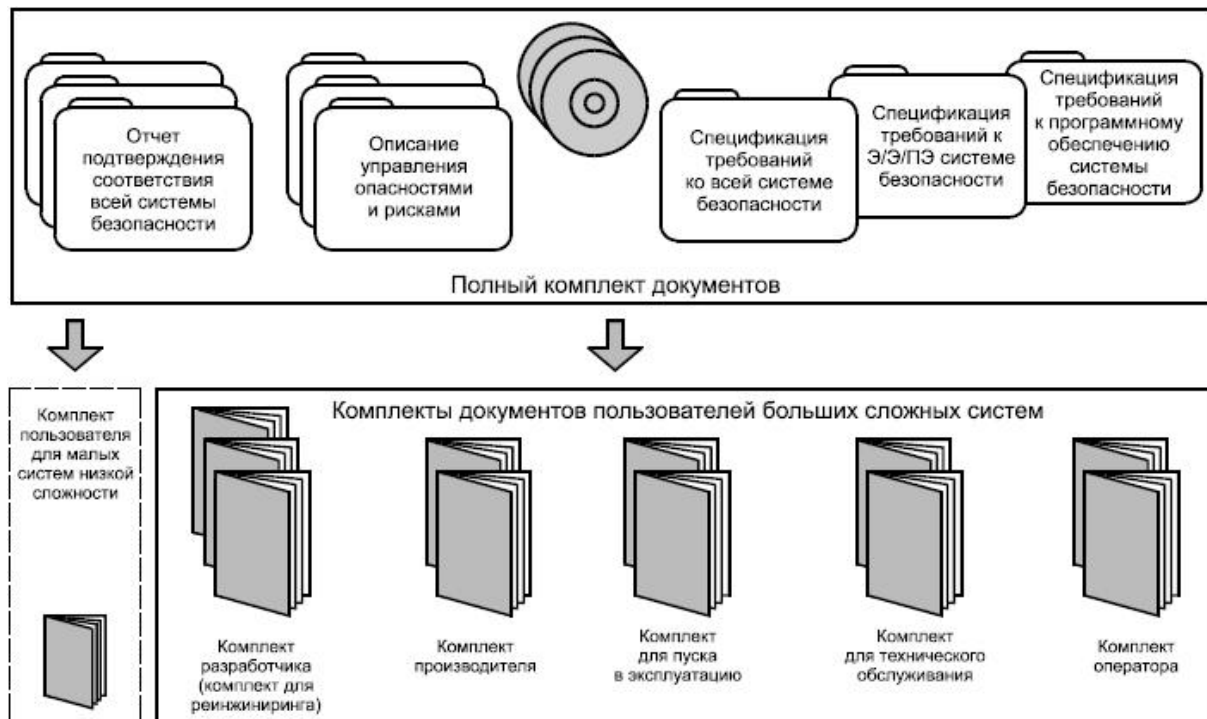 Отчет
подтверждения
соответствия
всей системы
безопасности
Описание
управления
опасностями
и рисками
Спецификация
требований
ко всей системе
безопасности
Спецификация
требований к
Э/Э/ПЭ системе
безопасности
Спецификация
требований
к программному
обеспечению
системы
безопасности
Полный комплект документов
Комплект
пользователя
для малых
систем низкой
сложности
Комплекты документов пользователей больших сложных систем
Комплект
разработчика
(комплект для
реинжиниринга)
Комплект
производителя
Комплект
для пуска
в эксплуатацию
Комплект
для технического
обслуживания
Комплект
оператора